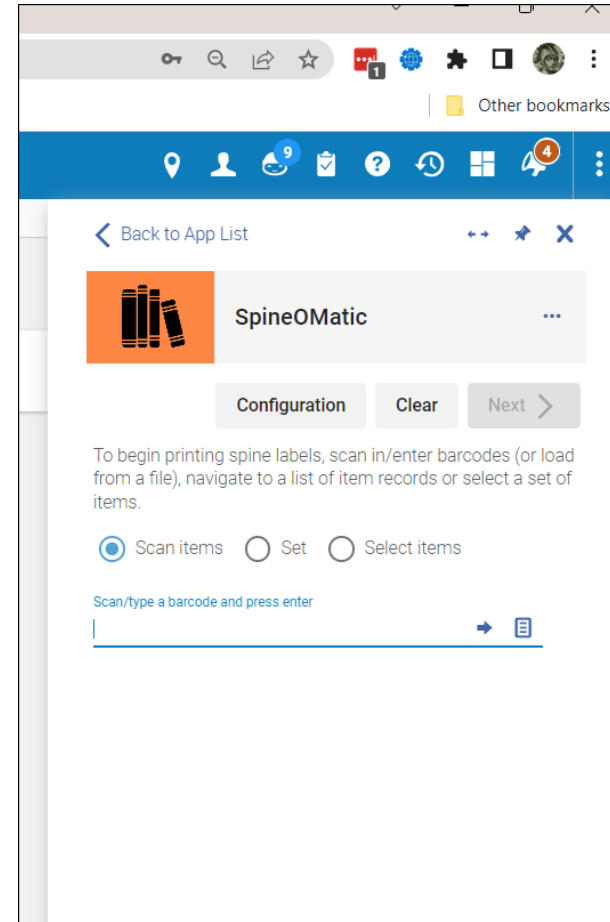 1
Other bookmarks
9
4
Back to App List
SpineOMatic
Configuration Clear Next
To begin printing spine labels, scan in/enter barcodes (or load
from a file), navigate to a list of item records or select a set of
items.
Scan items Set Select items
Scan/type a barcode and press enter